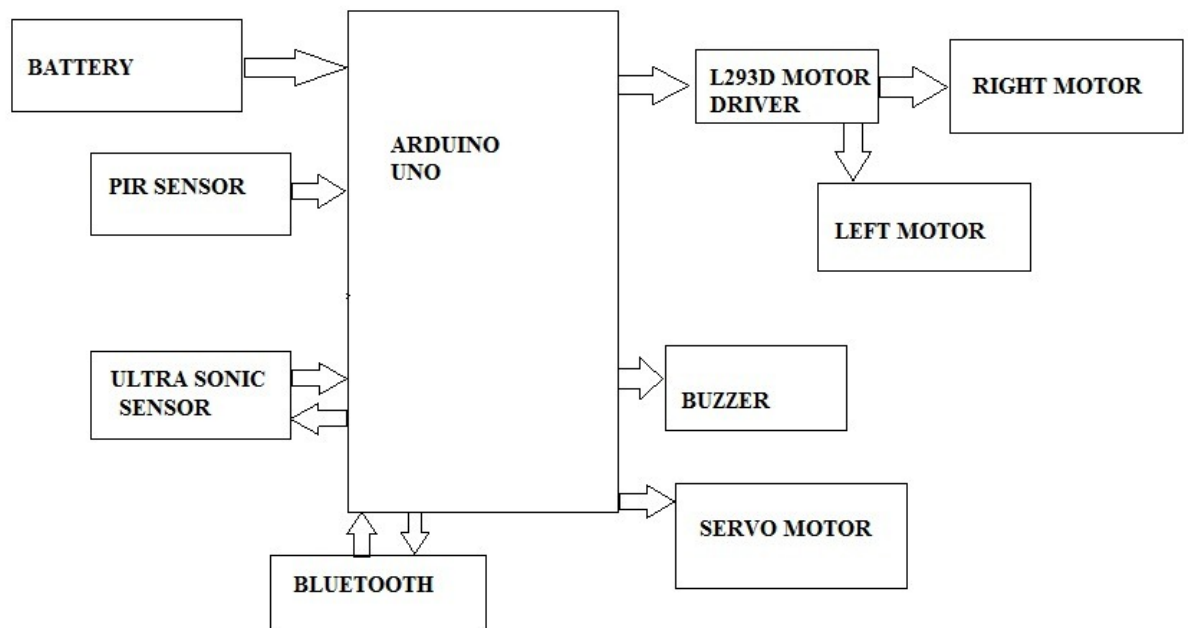 BATTERY
PIR SENSOR
ULTRA SONIC
SENSOR
ARDUINO
UNO
BLUETOOTH
L293D MOTOR
DRIVER
RIGHT MOTOR
LEFT MOTOR
BUZZER
SERVO MOTOR